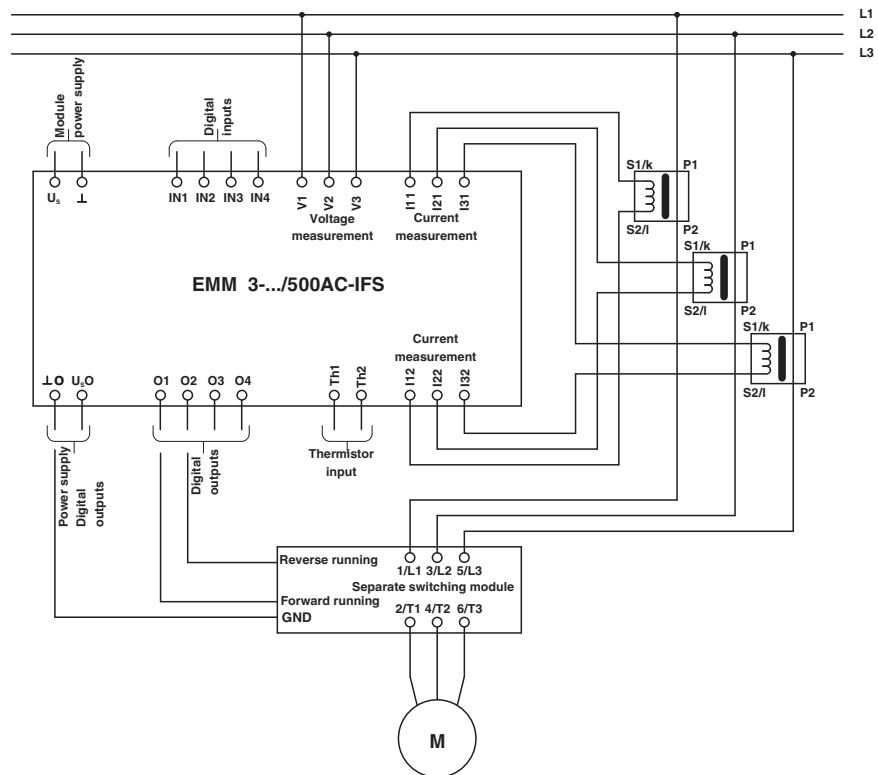 L1
L2
L3
Module
power supply
Digital
inputs
Us
⊥
IN1 IN2 IN3 IN4
V1
V2
V3
I11
I21
I31
Voltage
measurement
Current
measurement
S1/k P1
S2/l P2
S1/k P1
S2/l P2
S1/k P1
S2/l P2
EMM 3-.../500AC-IFS
Current
measurement
⊥O UsO
O1 O2 O3 O4
Th1
Th2
I12
I22
I32
Power supply
Digital
outputs
Digital
outputs
Thermistor
input
Reverse running
1/L1 3/L2 5/L3
Separate switching module
Forward running
2/T1 4/T2 6/T3
GND
M